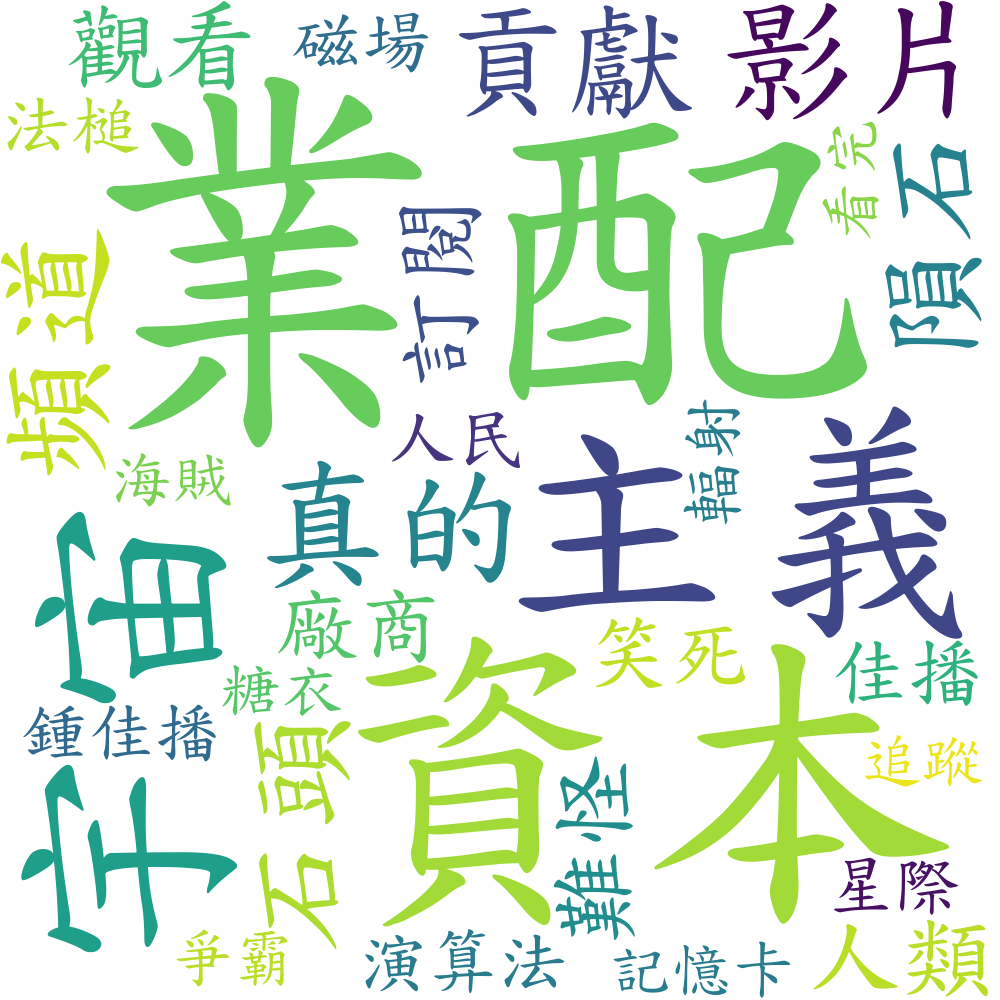 觀看
磁場
貢獻
影片
法槌
業配
看完
隕石
訂閱
頻道
人民
輻射
海賊
真的
主義
宇宙
廠商
笑死
佳播
糖衣
資本
鍾佳播
石頭
追蹤
難怪
星際
爭霸
演算法
記憶卡
人類